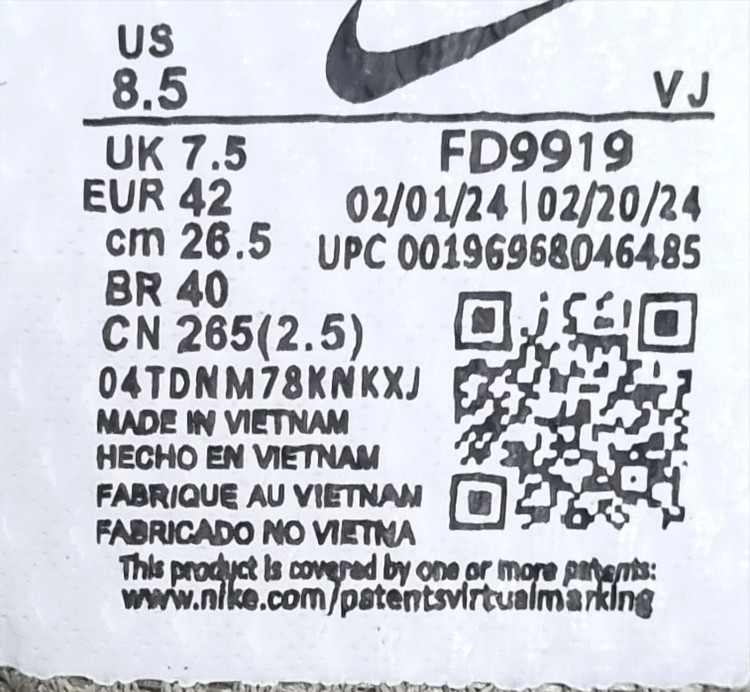 US
8.5
VJ
UK 7.5
FD9919
EUR 42
02/01/24 | 02/20/24
cm 26.5
UPC 00196968046485
BR 40
CN 265(2.5)
04TDNM78KNKXJ
MADE IN VIETNAM
HECHO EN VIETNAM
FABRIQUE AU VIETNAM
FABRICADO NO VIETNA
This product is covered by one or more patents:
www.nike.com/patentsvirtualmarking